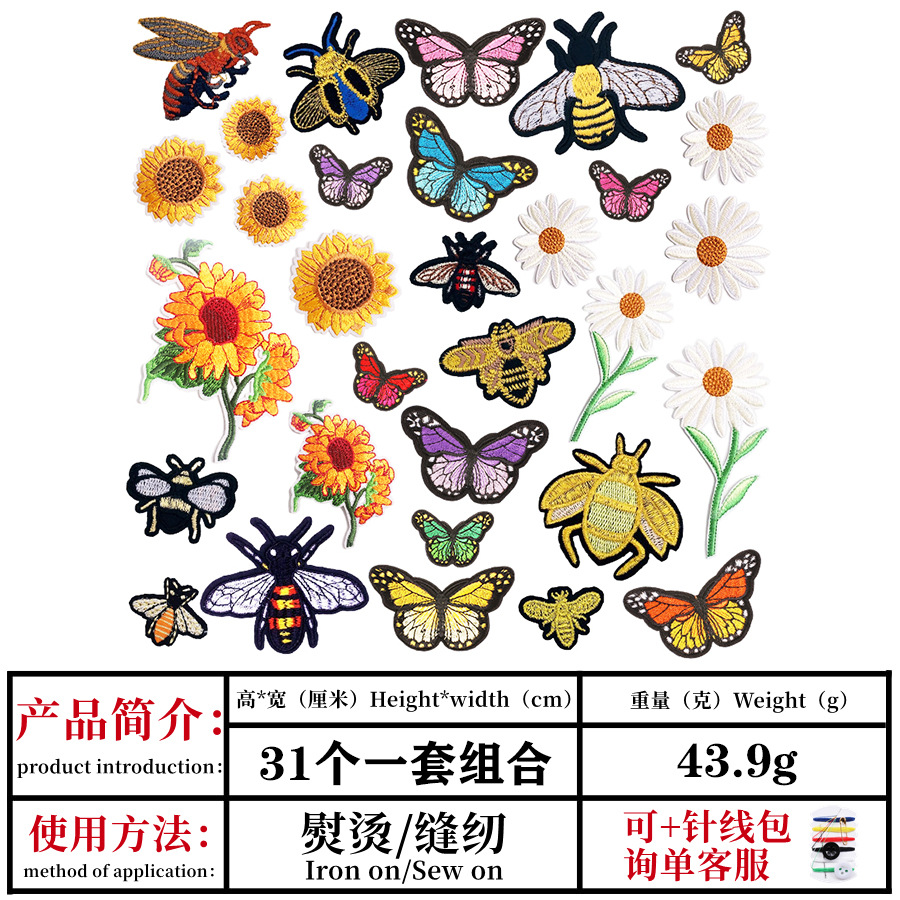 产品简介：
product introduction：
高*宽（厘米）Height*width（cm）
重量（克）Weight（g）
31个一套组合
43.9g
使用方法：
method of application：
熨烫/缝纫
Iron on/Sew on
可+针线包
询单客服